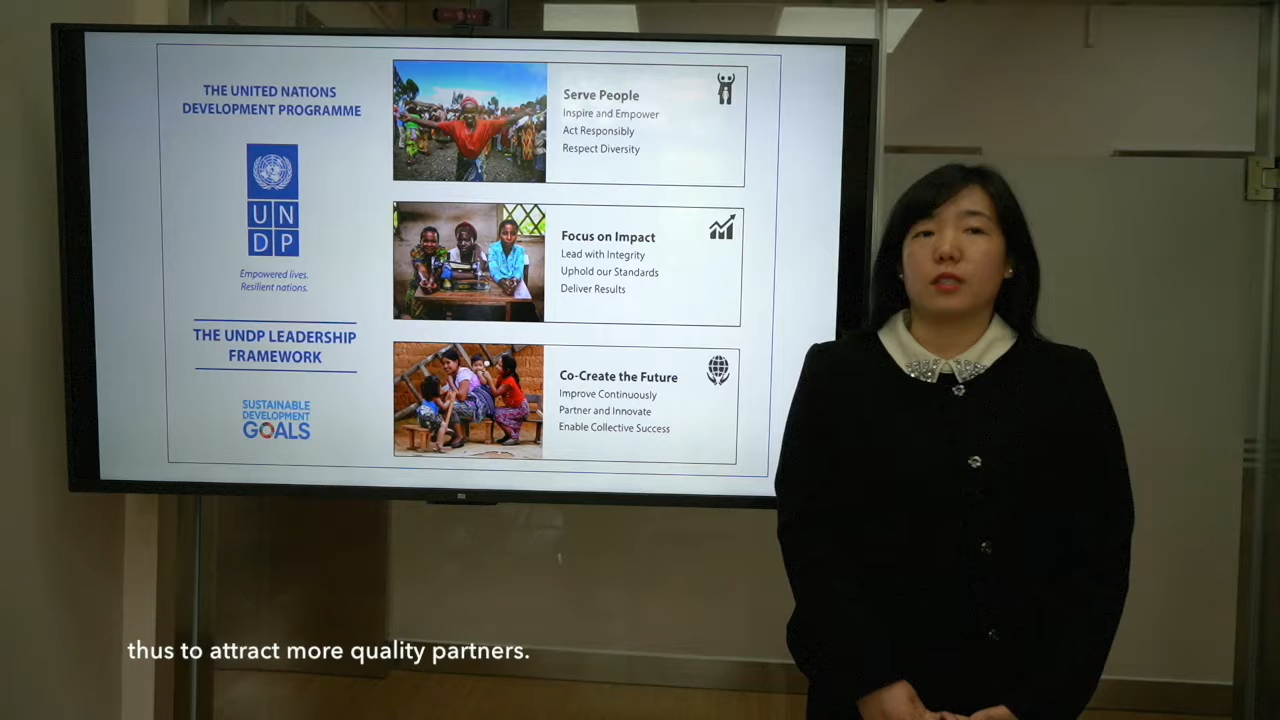 THE UNITED NATIONS
DEVELOPMENT PROGRAMME
U N
D P
Empowered lives.
Resilient nations.
THE UNDP LEADERSHIP
FRAMEWORK
SUSTAINABLE
DEVELOPMENT
GOALS
Serve People
Inspire and Empower
Act Responsibly
Respect Diversity
Focus on Impact
Lead with Integrity
Uphold our Standards
Deliver Results
Co-Create the Future
Improve Continuously
Partner and Innovate
Enable Collective Success
thus to attract more quality partners.